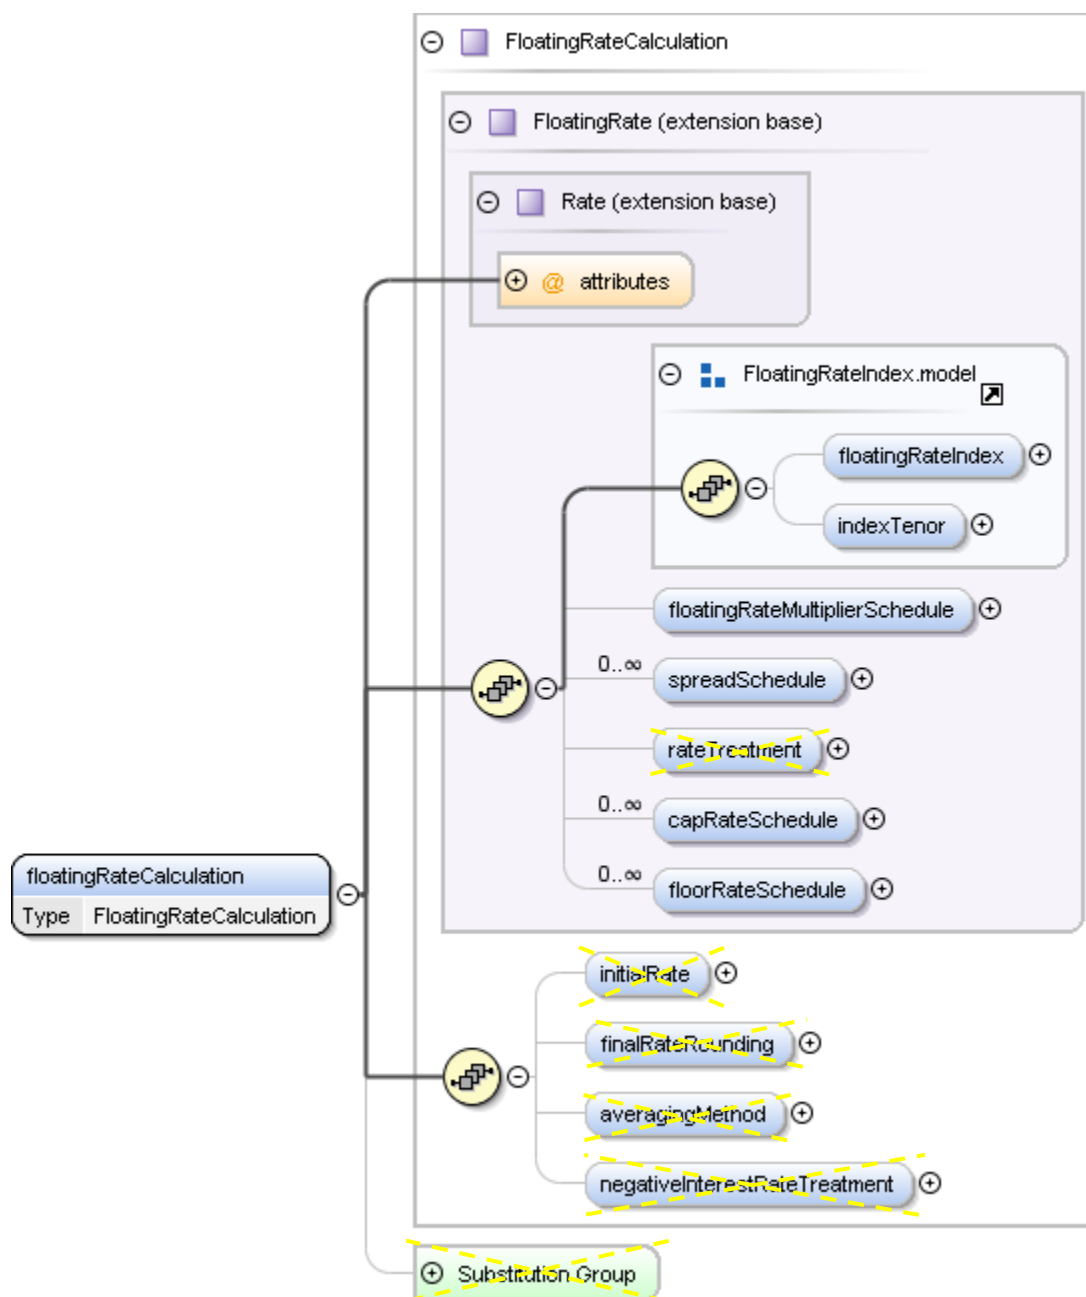 FloatingRateCalculation
FloatingRate (extension base)
Rate (extension base)
@ attributes
FloatingRateIndex.model
floatingRateIndex
indexTenor
floatingRateMultiplierSchedule
0..∞
spreadSchedule
rateTreatment
0..∞
capRateSchedule
0..∞
floorRateSchedule
floatingRateCalculation
Type FloatingRateCalculation
initialRate
finalRateRounding
averagingMethod
negativeInterestRateTreatment
Substitution Group